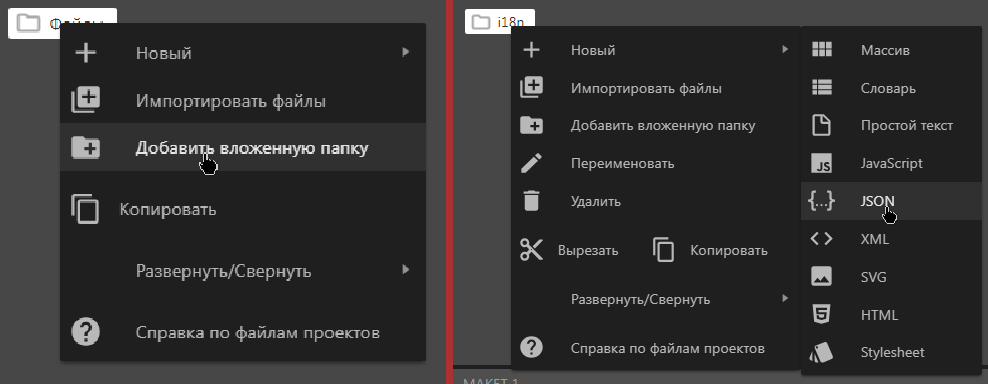 Файлы
Новый
Импортировать файлы
Добавить вложенную папку
Копировать
Развернуть/Свернуть
Справка по файлам проектов
i18n
Новый
Импортировать файлы
Добавить вложенную папку
Переименовать
Удалить
Вырезать Копировать
Развернуть/Свернуть
Справка по файлам проектов
Массив
Словарь
Простой текст
JavaScript
JSON
XML
SVG
HTML
Stylesheet
МАКЕТ 1